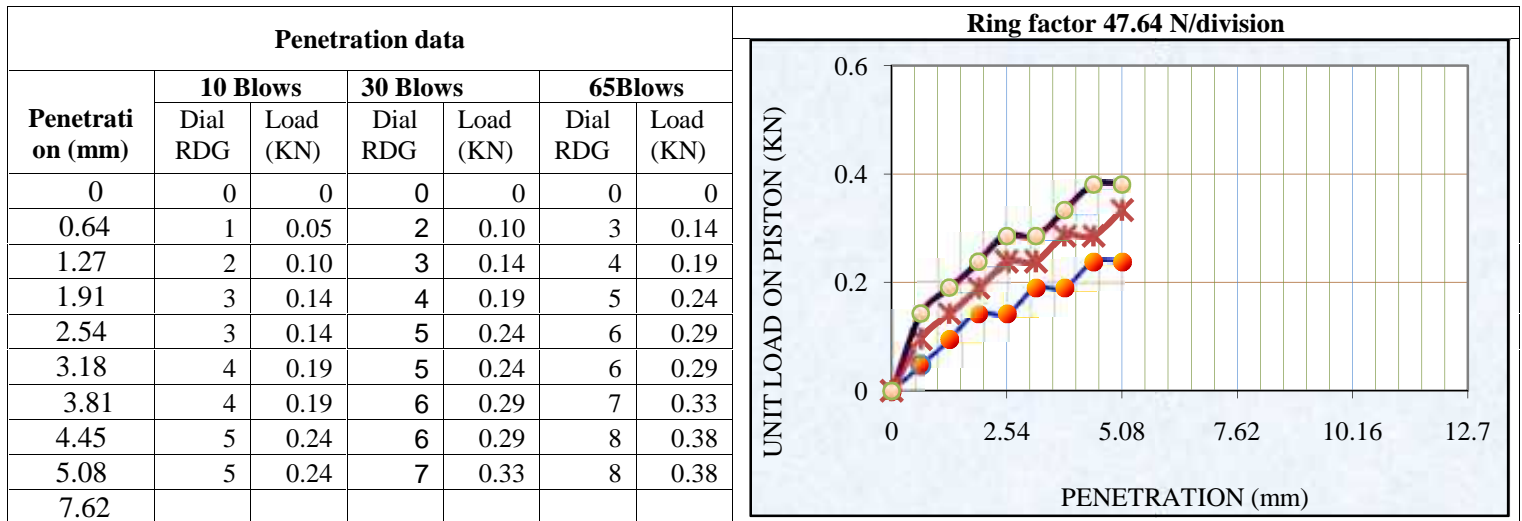 Penetration data
Ring factor 47.64 N/division
10 Blows 30 Blows 65Blows
Penetrati on (mm) Dial RDG Load (KN) Dial RDG Load (KN) Dial RDG Load (KN)
0 0 0 0 0 0 0
0.64 1 0.05 2 0.10 3 0.14
1.27 2 0.10 3 0.14 4 0.19
1.91 3 0.14 4 0.19 5 0.24
2.54 3 0.14 5 0.24 6 0.29
3.18 4 0.19 5 0.24 6 0.29
3.81 4 0.19 6 0.29 7 0.33
4.45 5 0.24 6 0.29 8 0.38
5.08 5 0.24 7 0.33 8 0.38
7.62
UNIT LOAD ON PISTON (KN)
0.6
0.4
0.2
0
0 2.54 5.08 7.62 10.16 12.7
PENETRATION (mm)